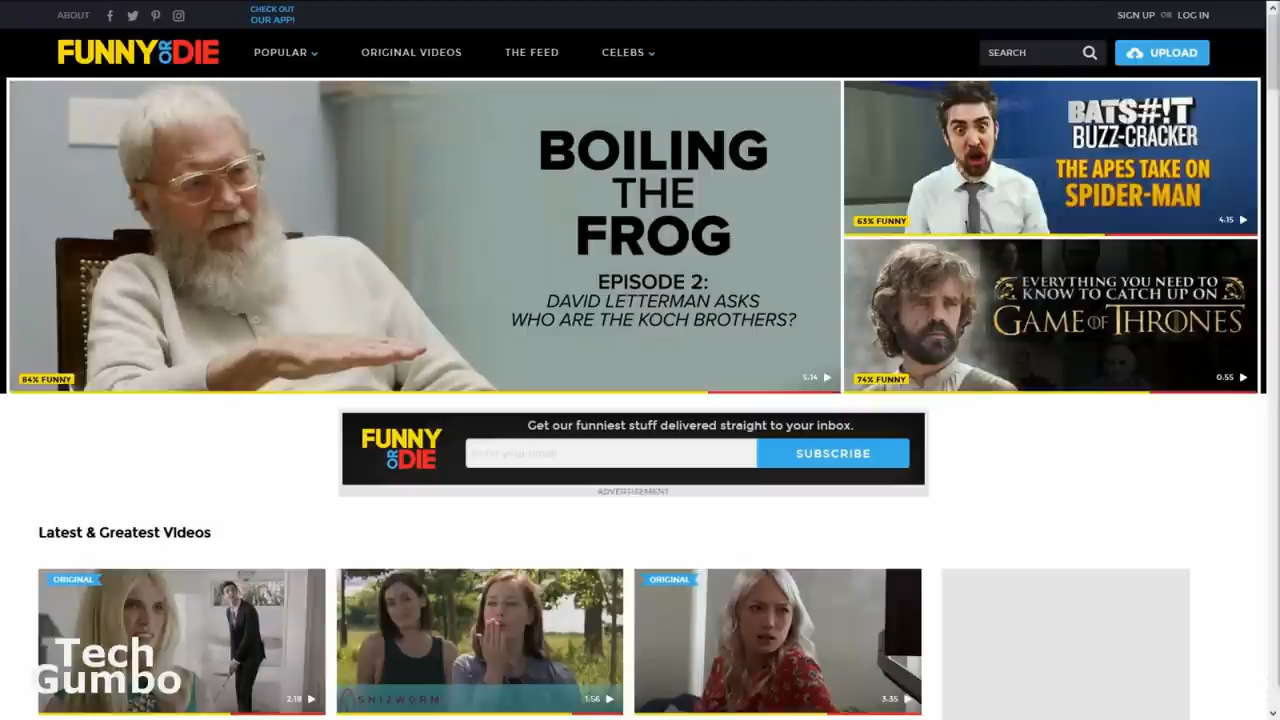 ABOUT
CHECK OUT
OUR APP!
SIGN UP OR LOG IN
FUNNY OR DIE
POPULAR
ORIGINAL VIDEOS
THE FEED
CELEBS
SEARCH
UPLOAD
BOILING
THE
FROG
EPISODE 2:
DAVID LETTERMAN ASKS
WHO ARE THE KOCH BROTHERS?
84% FUNNY
5:14
BATS#!T
BUZZ-CRACKER
THE APES TAKE ON
SPIDER-MAN
63% FUNNY
4:15
EVERYTHING YOU NEED TO
KNOW TO CATCH UP ON
GAME OF THRONES
74% FUNNY
0:55
FUNNY
OR DIE
Get our funniest stuff delivered straight to your inbox.
enter your email
SUBSCRIBE
ADVERTISEMENT
Latest & Greatest Videos
ORIGINAL
2:18
SNIZWORM
1:56
ORIGINAL
3:35
Tech
Gumbo